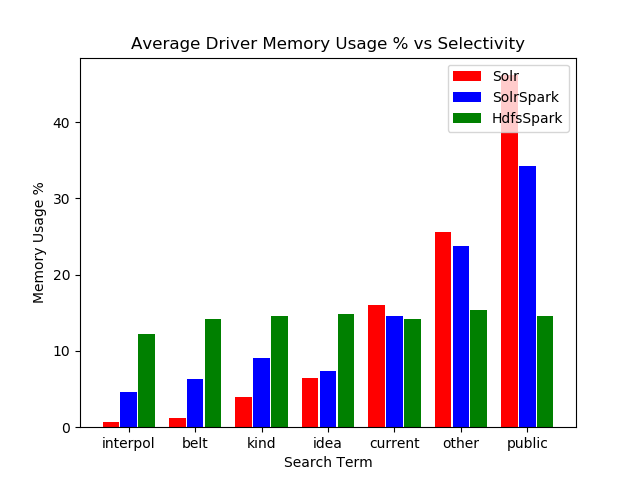 Average Driver Memory Usage % vs Selectivity
Solr
SolrSpark
HdfsSpark
Memory Usage %
40
30
20
10
0
interpol belt kind idea current other public
Search Term